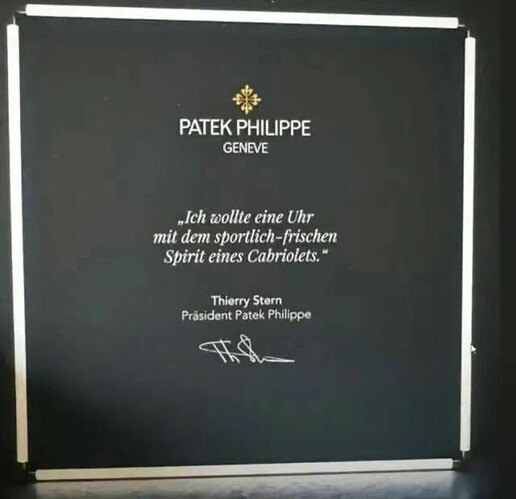 PATEK PHILIPPE
GENEVE
„Ich wollte eine Uhr
mit dem sportlich-frischen
Spirit eines Cabriolets.“
Thierry Stern
Präsident Patek Philippe